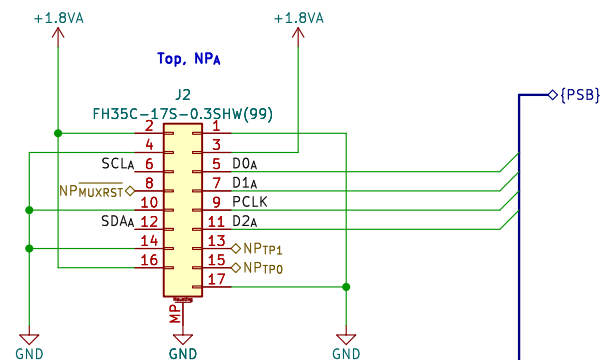 +1.8VA
+1.8VA
Top, NPA
J2
FH35C-17S-0.3SHW(99)
{PSB}
2
1
4
3
SCLA
6
5
D0A
NPMUXRST
8
7
D1A
10
9
PCLK
SDAA
12
11
D2A
14
13
NPTP1
16
15
NPTP0
17
Mounting
MP
GND
GND
GND